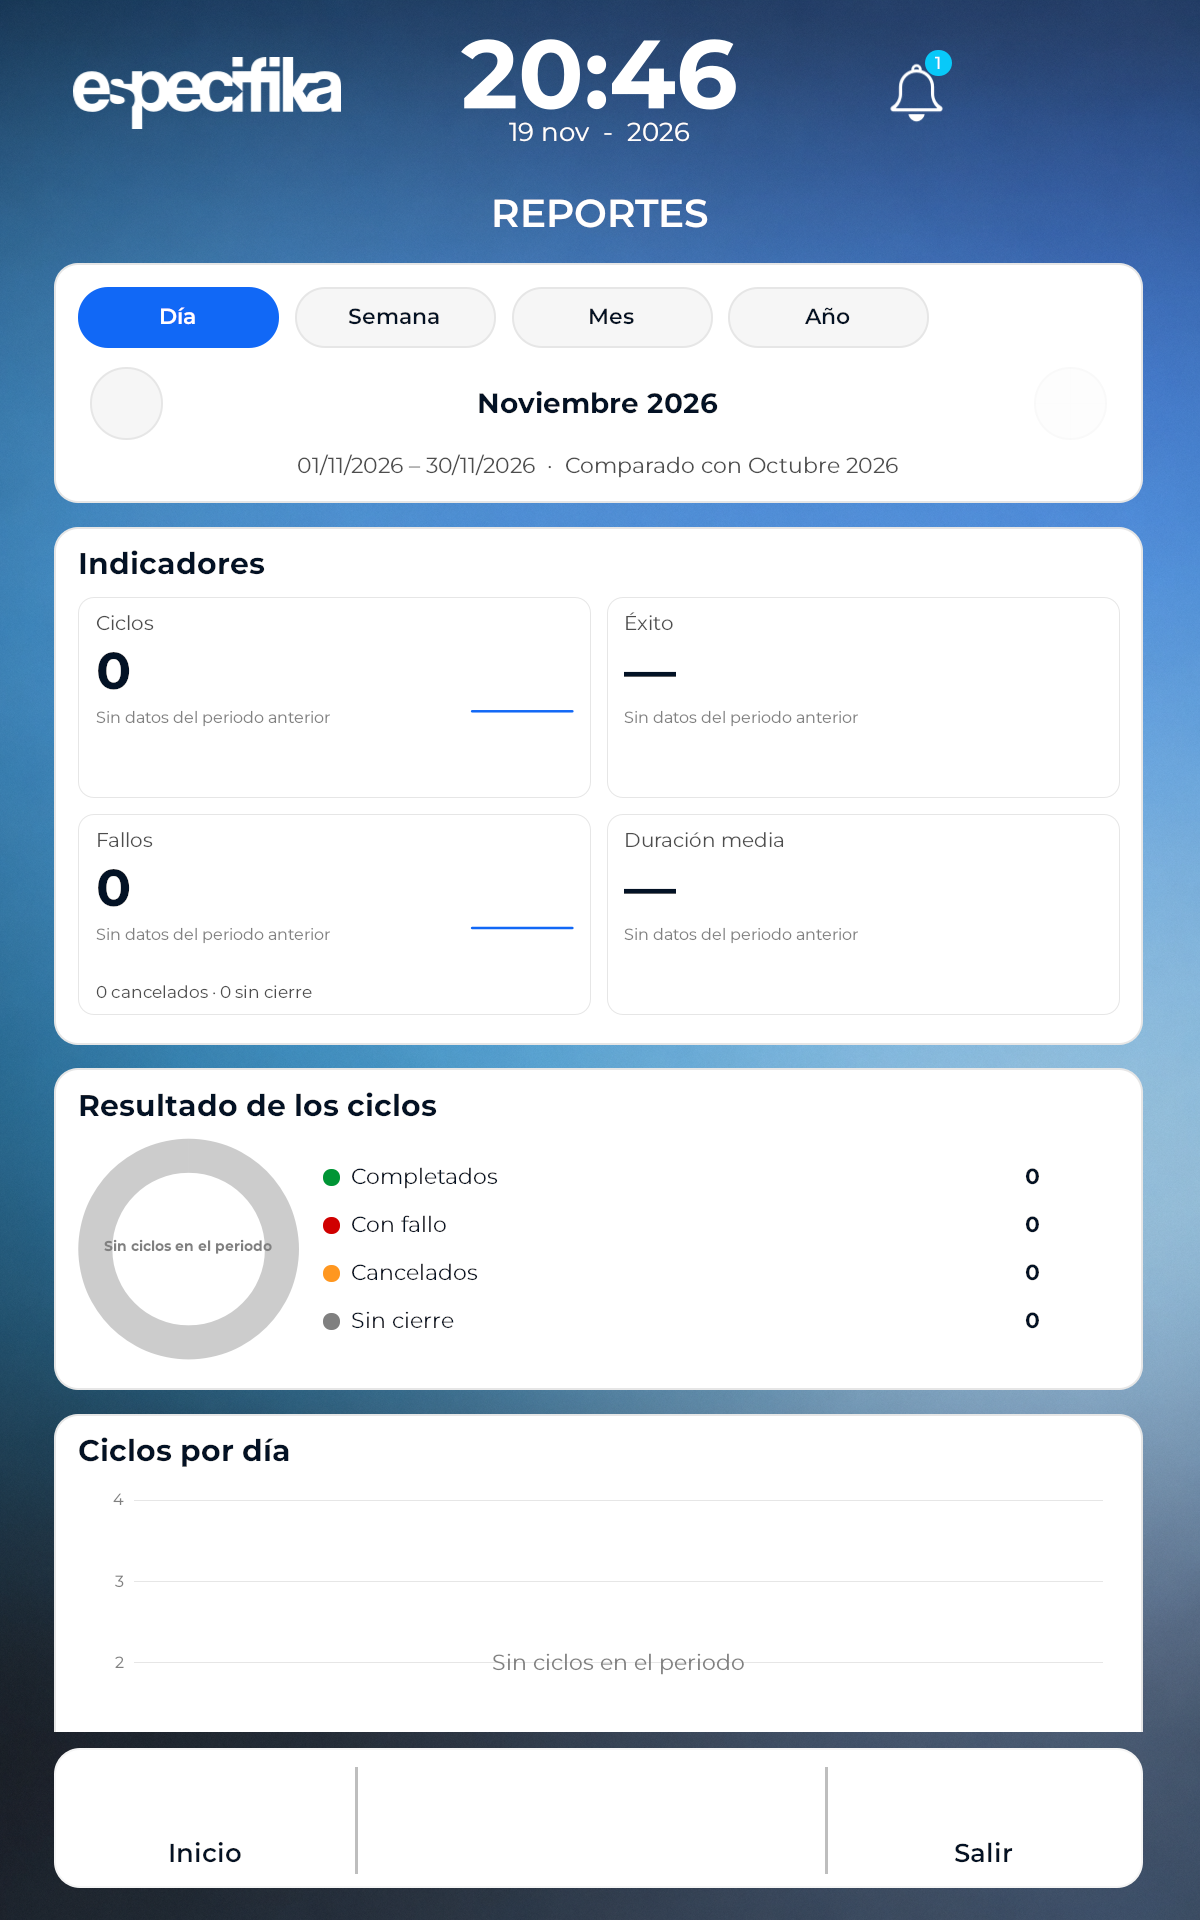 especifika
20:46
19 nov - 2026
1
REPORTES
Día
Semana
Mes
Año
Noviembre 2026
01/11/2026 – 30/11/2026 · Comparado con Octubre 2026
Indicadores
Ciclos
0
Sin datos del periodo anterior
Éxito
—
Sin datos del periodo anterior
Fallos
0
Sin datos del periodo anterior
0 cancelados · 0 sin cierre
Duración media
—
Sin datos del periodo anterior
Resultado de los ciclos
Sin ciclos en el periodo
Completados 0
Con fallo 0
Cancelados 0
Sin cierre 0
Ciclos por día
4
3
2
Sin ciclos en el periodo
Inicio
Salir